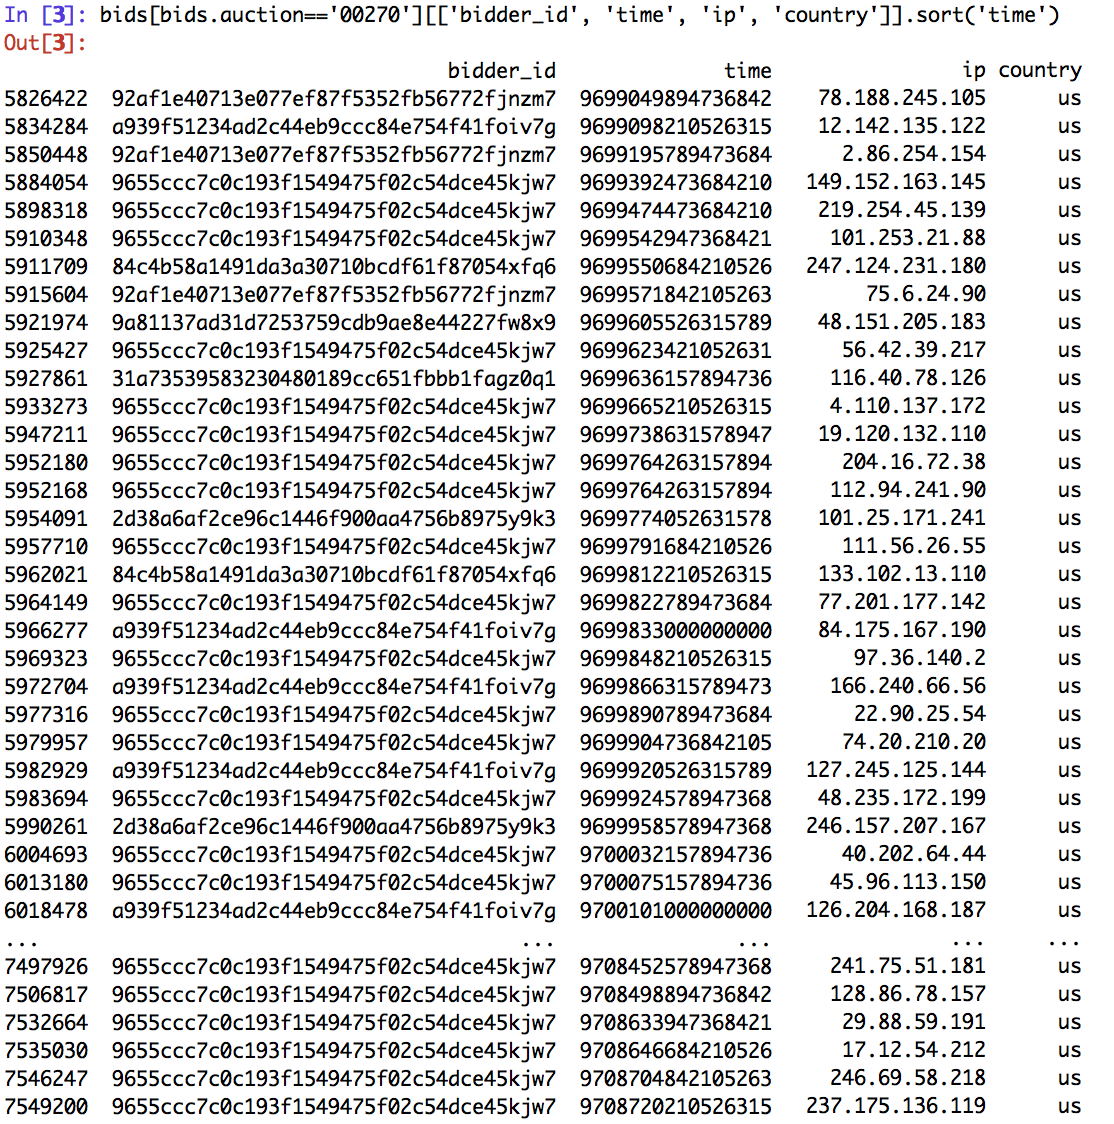 In [3]: bids[bids.auction=='00270'][['bidder_id', 'time', 'ip', 'country']].sort('time')
Out[3]:
bidder_id time ip country
5826422 92af1e40713e077ef87f5352fb56772fjnzm7 9699049894736842 78.188.245.105 us
5834284 a939f51234ad2c44eb9ccc84e754f41foiv7g 9699098210526315 12.142.135.122 us
5850448 92af1e40713e077ef87f5352fb56772fjnzm7 9699195789473684 2.86.254.154 us
5884054 9655ccc7c0c193f1549475f02c54dce45kjw7 9699392473684210 149.152.163.145 us
5898318 9655ccc7c0c193f1549475f02c54dce45kjw7 9699474473684210 219.254.45.139 us
5910348 9655ccc7c0c193f1549475f02c54dce45kjw7 9699542947368421 101.253.21.88 us
5911709 84c4b58a1491da3a30710bcdf61f87054xfq6 9699550684210526 247.124.231.180 us
5915604 92af1e40713e077ef87f5352fb56772fjnzm7 9699571842105263 75.6.24.90 us
5921974 9a81137ad31d7253759cdb9ae8e44227fw8x9 9699605526315789 48.151.205.183 us
5925427 9655ccc7c0c193f1549475f02c54dce45kjw7 9699623421052631 56.42.39.217 us
5927861 31a73539583230480189cc651fbbb1fagz0q1 9699636157894736 116.40.78.126 us
5933273 9655ccc7c0c193f1549475f02c54dce45kjw7 9699665210526315 4.110.137.172 us
5947211 9655ccc7c0c193f1549475f02c54dce45kjw7 9699738631578947 19.120.132.110 us
5952180 9655ccc7c0c193f1549475f02c54dce45kjw7 9699764263157894 204.16.72.38 us
5952168 9655ccc7c0c193f1549475f02c54dce45kjw7 9699764263157894 112.94.241.90 us
5954091 2d38a6af2ce96c1446f900aa4756b8975y9k3 9699774052631578 101.25.171.241 us
5957710 9655ccc7c0c193f1549475f02c54dce45kjw7 9699791684210526 111.56.26.55 us
5962021 84c4b58a1491da3a30710bcdf61f87054xfq6 9699812210526315 133.102.13.110 us
5964149 9655ccc7c0c193f1549475f02c54dce45kjw7 9699822789473684 77.201.177.142 us
5966277 a939f51234ad2c44eb9ccc84e754f41foiv7g 9699833000000000 84.175.167.190 us
5969323 9655ccc7c0c193f1549475f02c54dce45kjw7 9699848210526315 97.36.140.2 us
5972704 a939f51234ad2c44eb9ccc84e754f41foiv7g 9699866315789473 166.240.66.56 us
5977316 9655ccc7c0c193f1549475f02c54dce45kjw7 9699890789473684 22.90.25.54 us
5979957 9655ccc7c0c193f1549475f02c54dce45kjw7 9699904736842105 74.20.210.20 us
5982929 a939f51234ad2c44eb9ccc84e754f41foiv7g 9699920526315789 127.245.125.144 us
5983694 9655ccc7c0c193f1549475f02c54dce45kjw7 9699924578947368 48.235.172.199 us
5990261 2d38a6af2ce96c1446f900aa4756b8975y9k3 9699958578947368 246.157.207.167 us
6004693 9655ccc7c0c193f1549475f02c54dce45kjw7 9700032157894736 40.202.64.44 us
6013180 9655ccc7c0c193f1549475f02c54dce45kjw7 9700075157894736 45.96.113.150 us
6018478 a939f51234ad2c44eb9ccc84e754f41foiv7g 9700101000000000 126.204.168.187 us
... ... ... ... ...
7497926 9655ccc7c0c193f1549475f02c54dce45kjw7 9708452578947368 241.75.51.181 us
7506817 9655ccc7c0c193f1549475f02c54dce45kjw7 9708498894736842 128.86.78.157 us
7532664 9655ccc7c0c193f1549475f02c54dce45kjw7 9708633947368421 29.88.59.191 us
7535030 9655ccc7c0c193f1549475f02c54dce45kjw7 9708646684210526 17.12.54.212 us
7546247 9655ccc7c0c193f1549475f02c54dce45kjw7 9708704842105263 246.69.58.218 us
7549200 9655ccc7c0c193f1549475f02c54dce45kjw7 9708720210526315 237.175.136.119 us